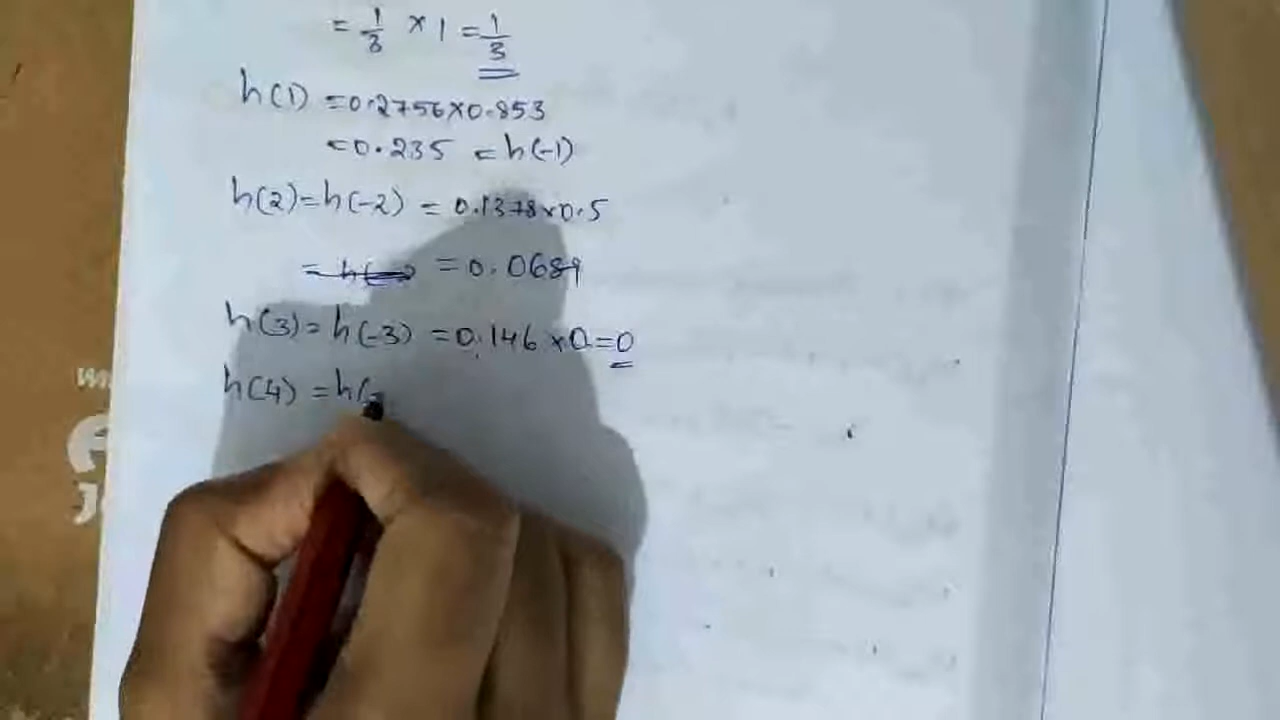 = 1/3 × 1 = 1/3
h(1) = 0.2756×0.853
= 0.235 = h(-1)
h(2) = h(-2) = 0.1378×0.5
= 0.0689
h(3) = h(-3) = 0.146 × 0 = 0
h(4) = h(-